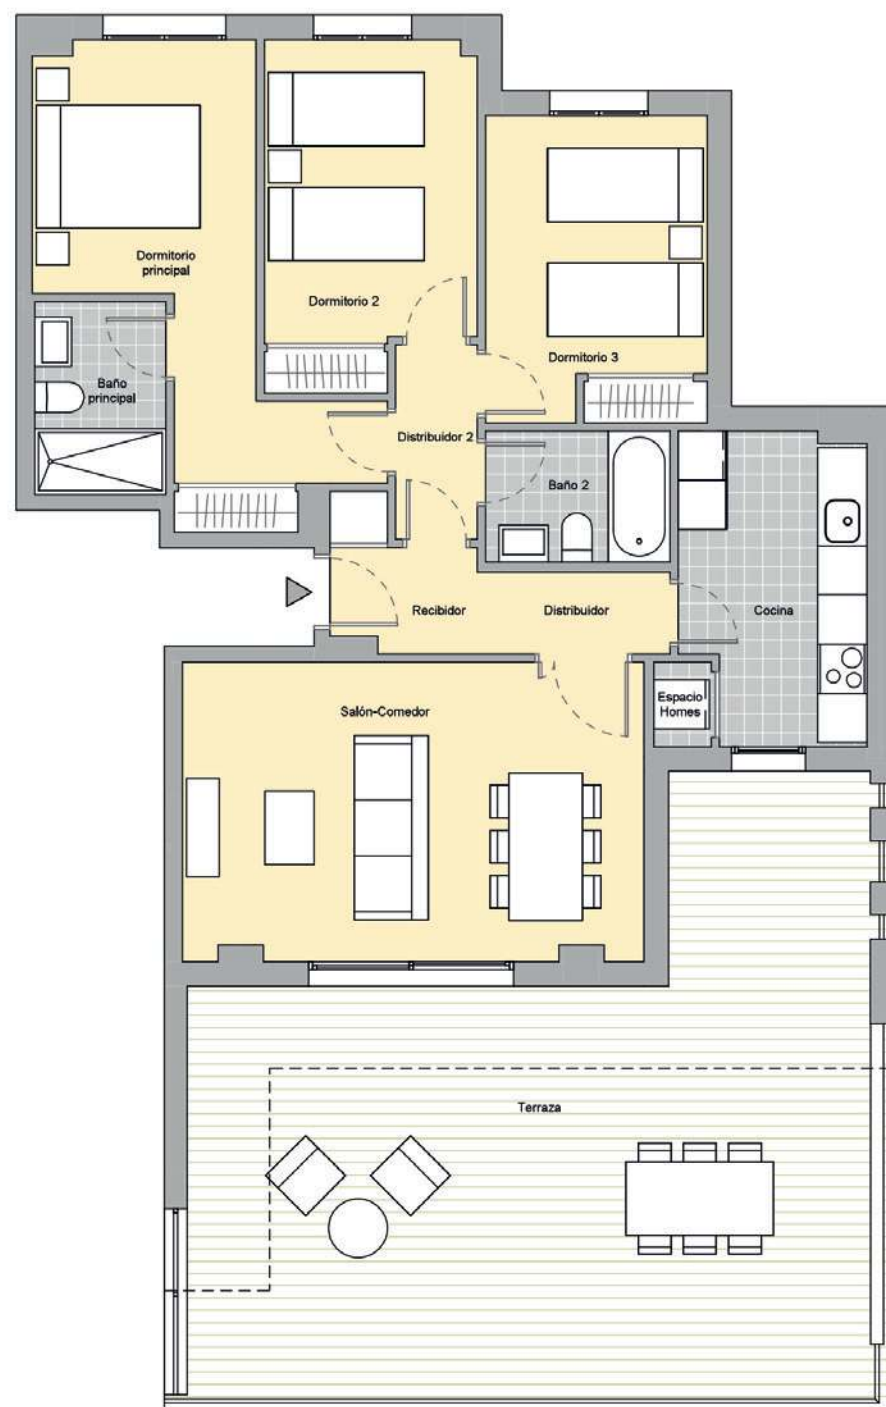 Dormitorio
principal
Dormitorio 2
Dormitorio 3
Baño
principal
Distribuidor 2
Baño 2
Recibidor
Distribuidor
Cocina
Espacio
Homes
Salón-Comedor
Terraza